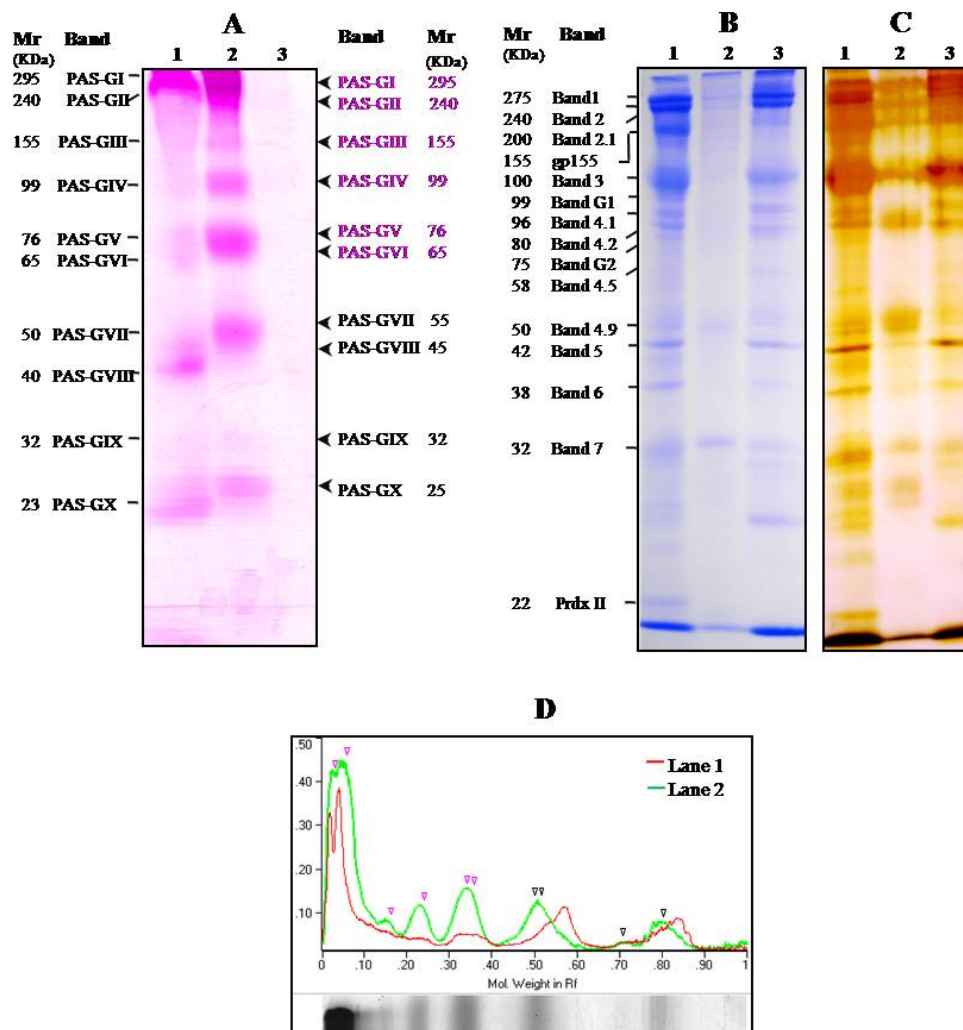 A
Mr Band 1 2 3 Band Mr
(KDa) (KDa)
295 PAS-GI PAS-GI 295
240 PAS-GII PAS-GII 240
155 PAS-GIII PAS-GIII 155
99 PAS-GIV PAS-GIV 99
76 PAS-GV PAS-GV 76
65 PAS-GVI PAS-GVI 65
50 PAS-GVII PAS-GVII 55
40 PAS-GVIII PAS-GVIII 45
32 PAS-GIX PAS-GIX 32
23 PAS-GX PAS-GX 25
B C
Mr Band 1 2 3 1 2 3
(KDa)
275 Band1
240 Band 2
200 Band 2.1
155 gp155
100 Band 3
99 Band G1
96 Band 4.1
80 Band 4.2
75 Band G2
58 Band 4.5
50 Band 4.9
42 Band 5
38 Band 6
32 Band 7
22 Prdx II
D
.50
.40
.30
.20
.10
Lane 1
Lane 2
0 .10 .20 .30 .40 .50 .60 .70 .80 .90 1
Mol. Weight in Rf